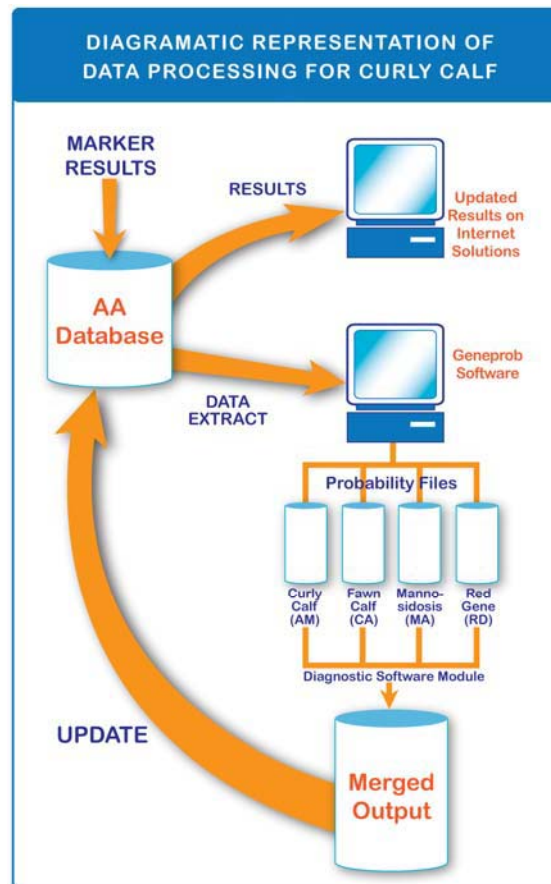 DIAGRAMATIC REPRESENTATION OF
DATA PROCESSING FOR CURLY CALF
MARKER
RESULTS
RESULTS
Updated
Results on
Internet
Solutions
AA
Database
Geneprob
Software
DATA
EXTRACT
Probability Files
Curly
Calf
(AM)
Fawn
Calf
(CA)
Manno-
sidosis
(MA)
Red
Gene
(RD)
Diagnostic Software Module
UPDATE
Merged
Output